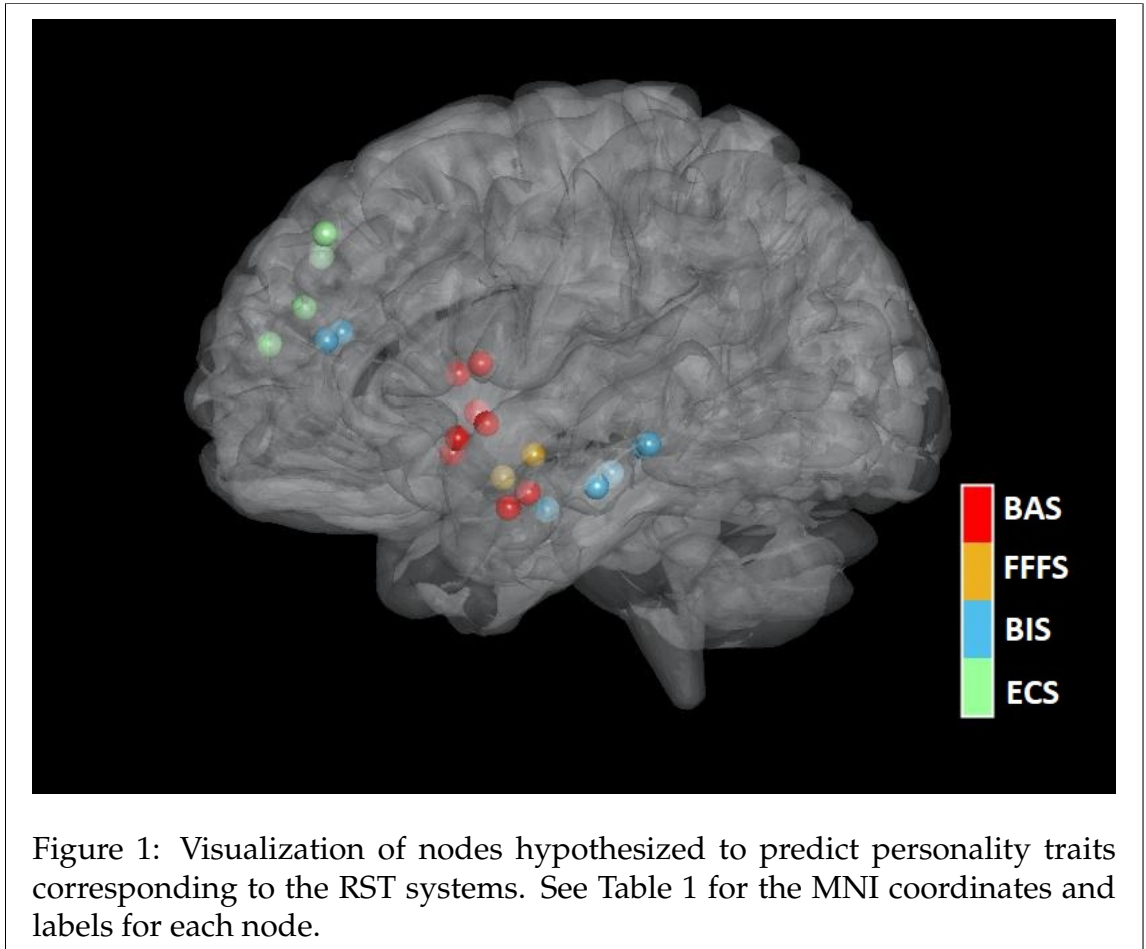 BAS
FFFS
BIS
ECS
Figure 1: Visualization of nodes hypothesized to predict personality traits
corresponding to the RST systems. See Table 1 for the MNI coordinates and
labels for each node.